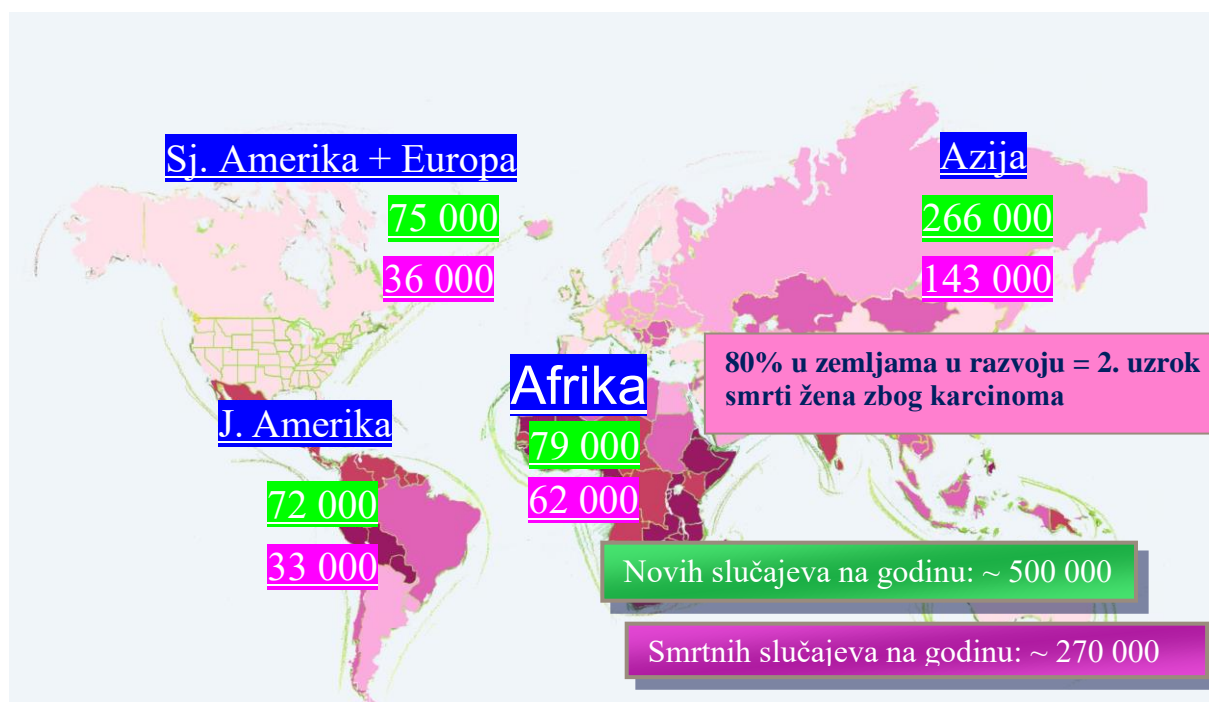 Sj. Amerika + Europa
75 000
36 000
Azija
266 000
143 000
80% u zemljama u razvoju = 2. uzrok
smrti žena zbog karcinoma
Afrika
79 000
62 000
J. Amerika
72 000
33 000
Novih slučajeva na godinu: ~ 500 000
Smrtnih slučajeva na godinu: ~ 270 000